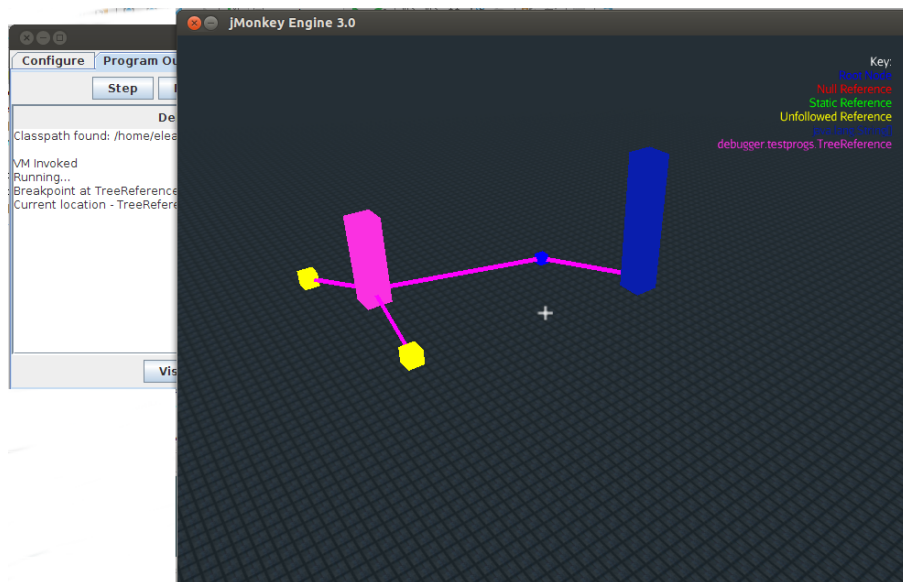 jMonkey Engine 3.0
Configure
Program Ou
Step
De
Classpath found: /home/elea
VM Invoked
Running...
Breakpoint at TreeReference
Current location - TreeRefere
Vis
Key:
Root Node
Null Reference
Static Reference
Unfollowed Reference
java.lang.String[]
debugger.testprogs.TreeReference